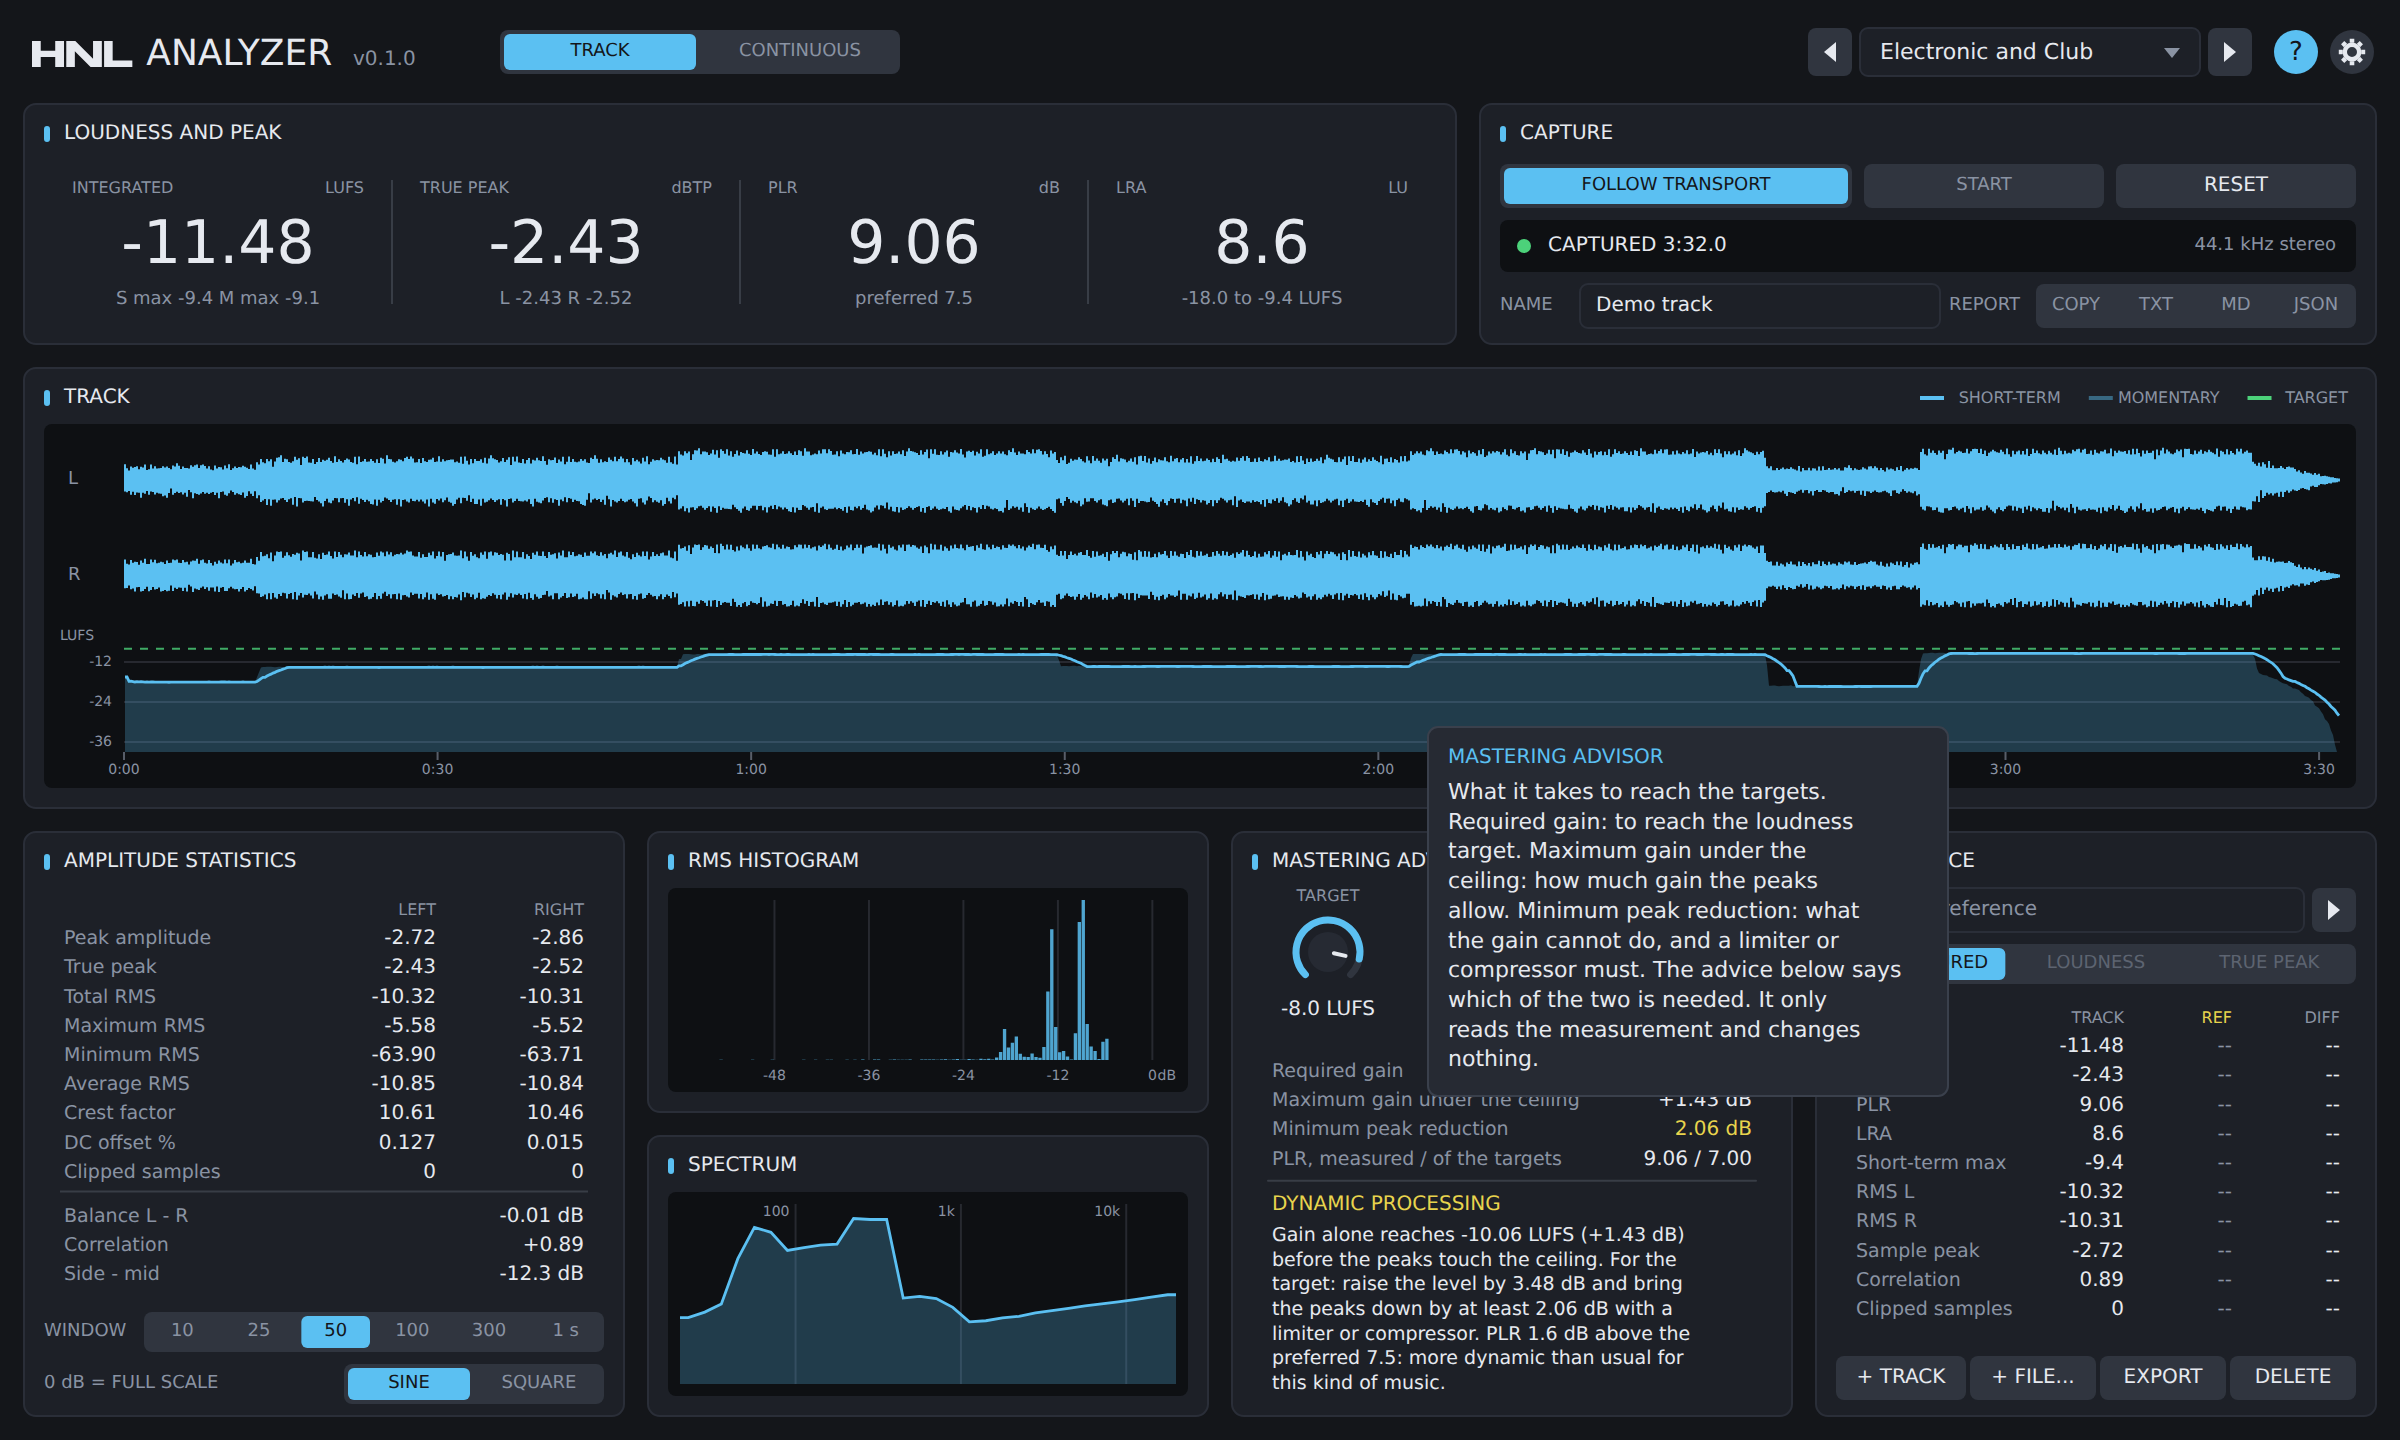 HNL ANALYZER v0.1.0
TRACK CONTINUOUS
Electronic and Club
?
LOUDNESS AND PEAK
INTEGRATED LUFS
-11.48
S max -9.4 M max -9.1
TRUE PEAK dBTP
-2.43
L -2.43 R -2.52
PLR dB
9.06
preferred 7.5
LRA LU
8.6
-18.0 to -9.4 LUFS
CAPTURE
FOLLOW TRANSPORT START RESET
CAPTURED 3:32.0 44.1 kHz stereo
NAME Demo track REPORT COPY TXT MD JSON
TRACK
SHORT-TERM MOMENTARY TARGET
L
R
LUFS
-12
-24
-36
0:00 0:30 1:00 1:30 2:00 3:00 3:30
MASTERING ADVISOR
What it takes to reach the targets.
Required gain: to reach the loudness
target. Maximum gain under the
ceiling: how much gain the peaks
allow. Minimum peak reduction: what
the gain cannot do, and a limiter or
compressor must. The advice below says
which of the two is needed. It only
reads the measurement and changes
nothing.
AMPLITUDE STATISTICS
LEFT RIGHT
Peak amplitude -2.72 -2.86
True peak -2.43 -2.52
Total RMS -10.32 -10.31
Maximum RMS -5.58 -5.52
Minimum RMS -63.90 -63.71
Average RMS -10.85 -10.84
Crest factor 10.61 10.46
DC offset % 0.127 0.015
Clipped samples 0 0
Balance L - R -0.01 dB
Correlation +0.89
Side - mid -12.3 dB
WINDOW 10 25 50 100 300 1 s
0 dB = FULL SCALE SINE SQUARE
RMS HISTOGRAM
-48 -36 -24 -12 0dB
SPECTRUM
100 1k 10k
MASTERING AD
TARGET
-8.0 LUFS
Required gain
Maximum gain under the ceiling +1.43 dB
Minimum peak reduction 2.06 dB
PLR, measured / of the targets 9.06 / 7.00
DYNAMIC PROCESSING
Gain alone reaches -10.06 LUFS (+1.43 dB)
before the peaks touch the ceiling. For the
target: raise the level by 3.48 dB and bring
the peaks down by at least 2.06 dB with a
limiter or compressor. PLR 1.6 dB above the
preferred 7.5: more dynamic than usual for
this kind of music.
CE
eference
RED LOUDNESS TRUE PEAK
TRACK REF DIFF
-11.48 -- --
-2.43 -- --
PLR 9.06 -- --
LRA 8.6 -- --
Short-term max -9.4 -- --
RMS L -10.32 -- --
RMS R -10.31 -- --
Sample peak -2.72 -- --
Correlation 0.89 -- --
Clipped samples 0 -- --
+ TRACK + FILE... EXPORT DELETE